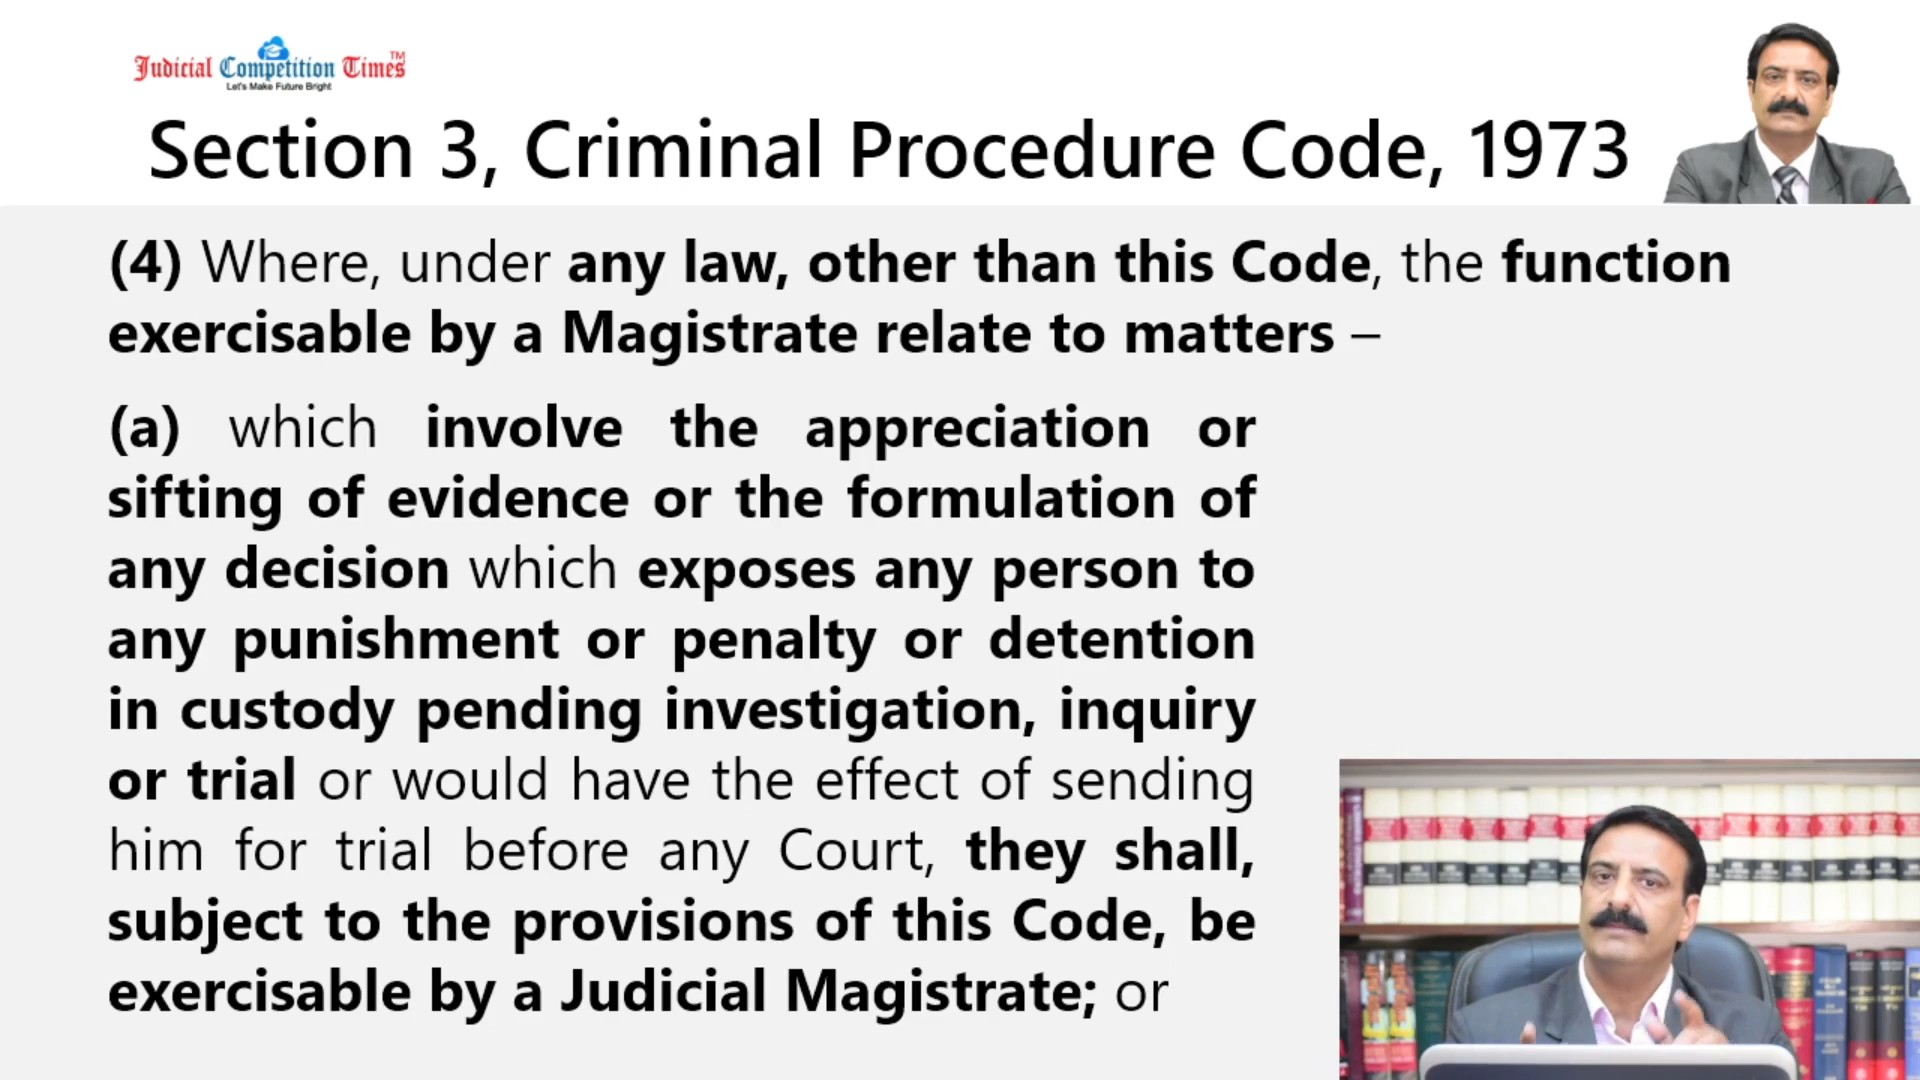 Judicial Competition Times™
Let's Make Future Bright
Section 3, Criminal Procedure Code, 1973
(4) Where, under any law, other than this Code, the function
exercisable by a Magistrate relate to matters –
(a) which involve the appreciation or
sifting of evidence or the formulation of
any decision which exposes any person to
any punishment or penalty or detention
in custody pending investigation, inquiry
or trial or would have the effect of sending
him for trial before any Court, they shall,
subject to the provisions of this Code, be
exercisable by a Judicial Magistrate; or